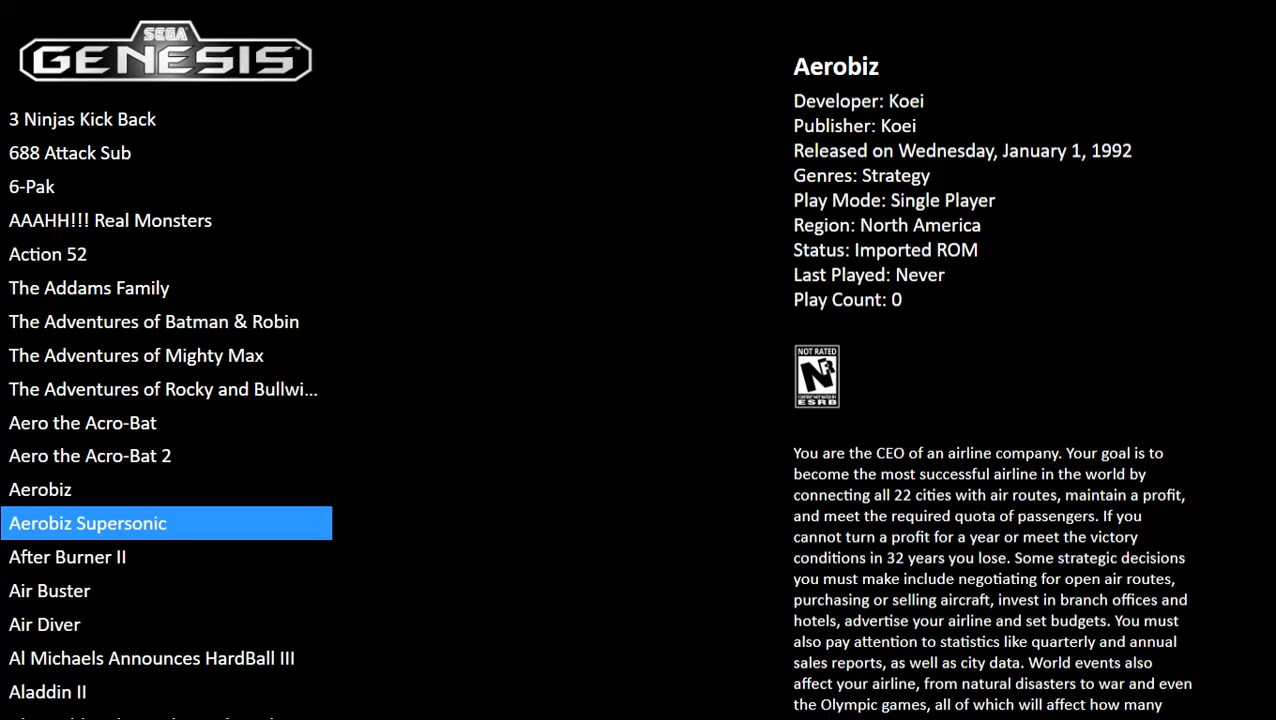 SEGA
GENESIS™
3 Ninjas Kick Back
688 Attack Sub
6-Pak
AAAHH!!! Real Monsters
Action 52
The Addams Family
The Adventures of Batman & Robin
The Adventures of Mighty Max
The Adventures of Rocky and Bullwi...
Aero the Acro-Bat
Aero the Acro-Bat 2
Aerobiz
Aerobiz Supersonic
After Burner II
Air Buster
Air Diver
Al Michaels Announces HardBall III
Aladdin II
Aerobiz
Developer: Koei
Publisher: Koei
Released on Wednesday, January 1, 1992
Genres: Strategy
Play Mode: Single Player
Region: North America
Status: Imported ROM
Last Played: Never
Play Count: 0
NOT RATED
CONTENT NOT RATED BY
ESRB
You are the CEO of an airline company. Your goal is to
become the most successful airline in the world by
connecting all 22 cities with air routes, maintain a profit,
and meet the required quota of passengers. If you
cannot turn a profit for a year or meet the victory
conditions in 32 years you lose. Some strategic decisions
you must make include negotiating for open air routes,
purchasing or selling aircraft, invest in branch offices and
hotels, advertise your airline and set budgets. You must
also pay attention to statistics like quarterly and annual
sales reports, as well as city data. World events also
affect your airline, from natural disasters to war and even
the Olympic games, all of which will affect how many